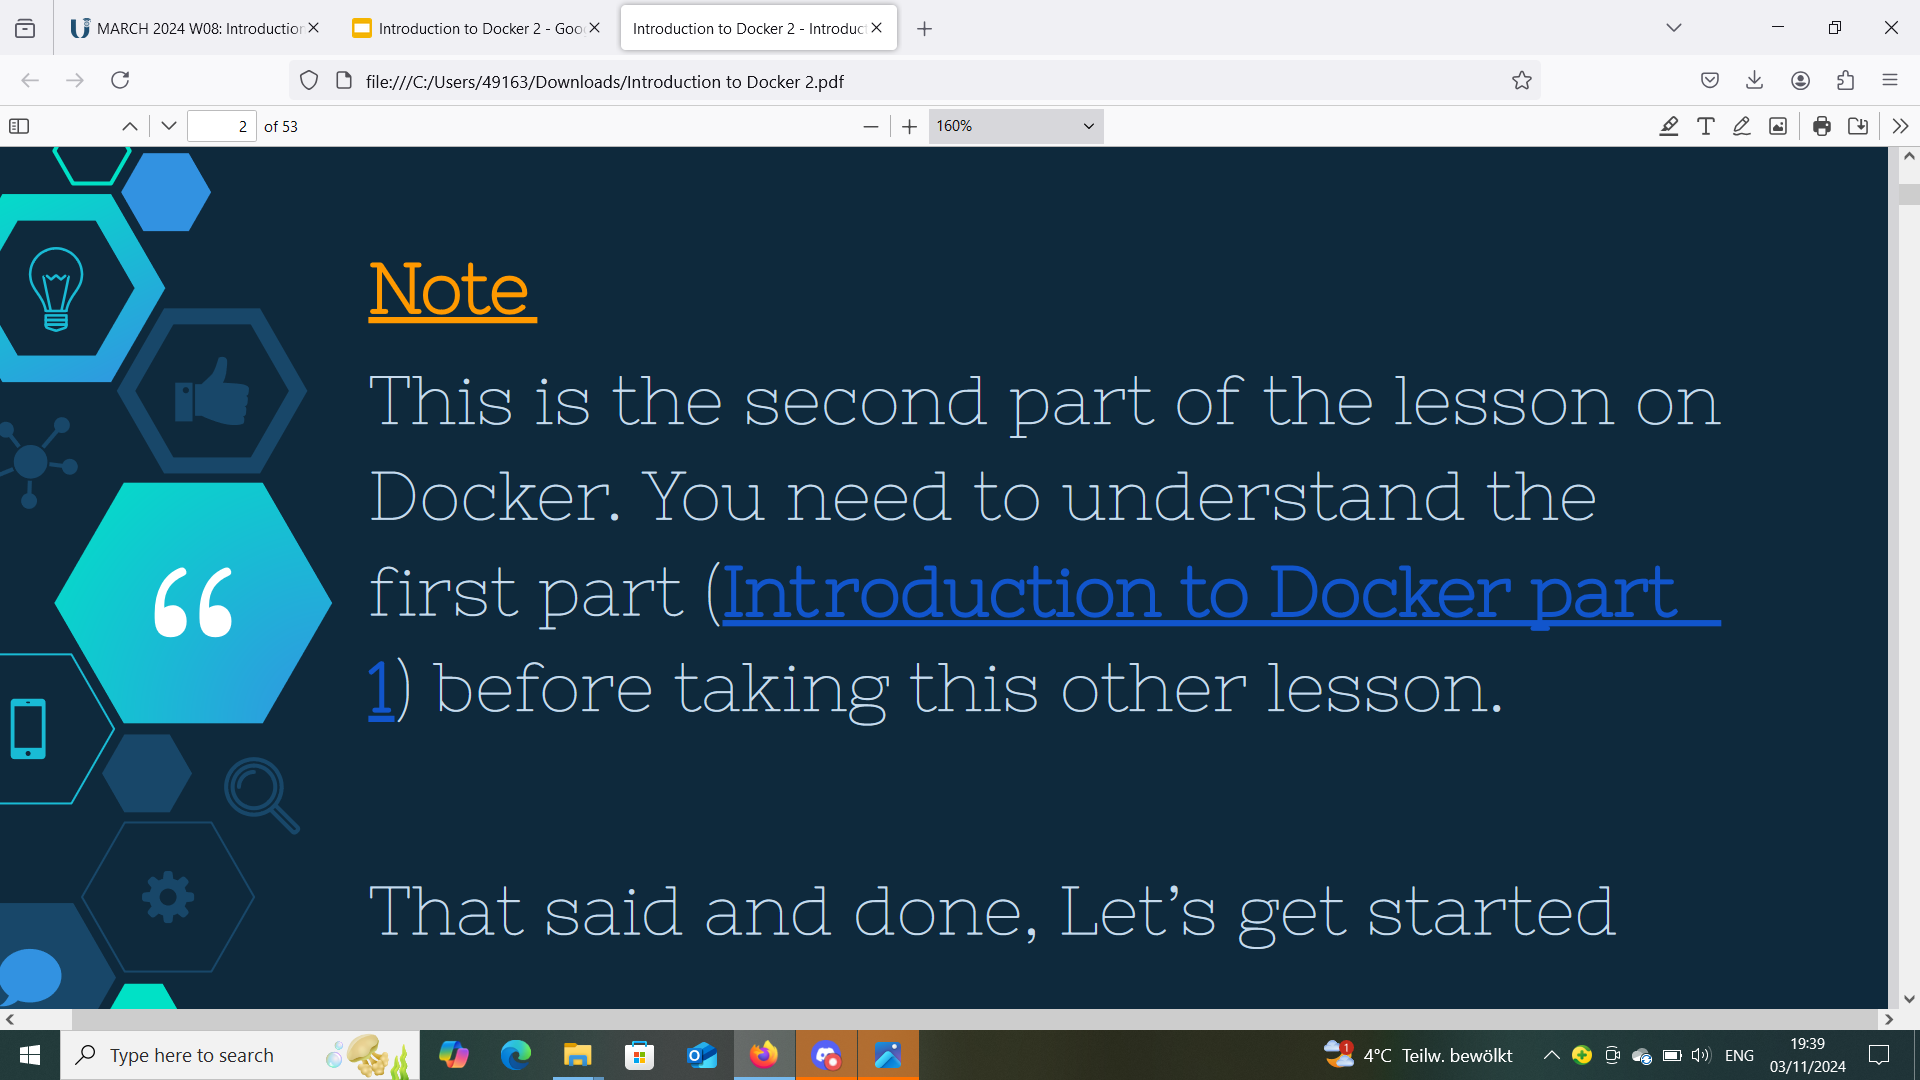 MARCH 2024 W08: Introduction
Introduction to Docker 2 - Goo
Introduction to Docker 2 - Introduc
file:///C:/Users/49163/Downloads/Introduction to Docker 2.pdf
2 of 53
160%
Note
This is the second part of the lesson on
Docker. You need to understand the
first part (Introduction to Docker part
1) before taking this other lesson.
That said and done, Let’s get started
Type here to search
1
4°C Teilw. bewölkt
ENG
19:39
03/11/2024